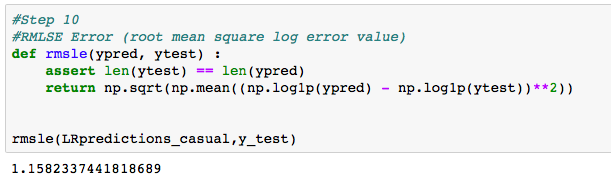 #Step 10
#RMLSE Error (root mean square log error value)
def rmsle(ypred, ytest) :
    assert len(ytest) == len(ypred)
    return np.sqrt(np.mean((np.log1p(ypred) - np.log1p(ytest))**2))
rmsle(LRpredictions_casual,y_test)
1.1582337441818689